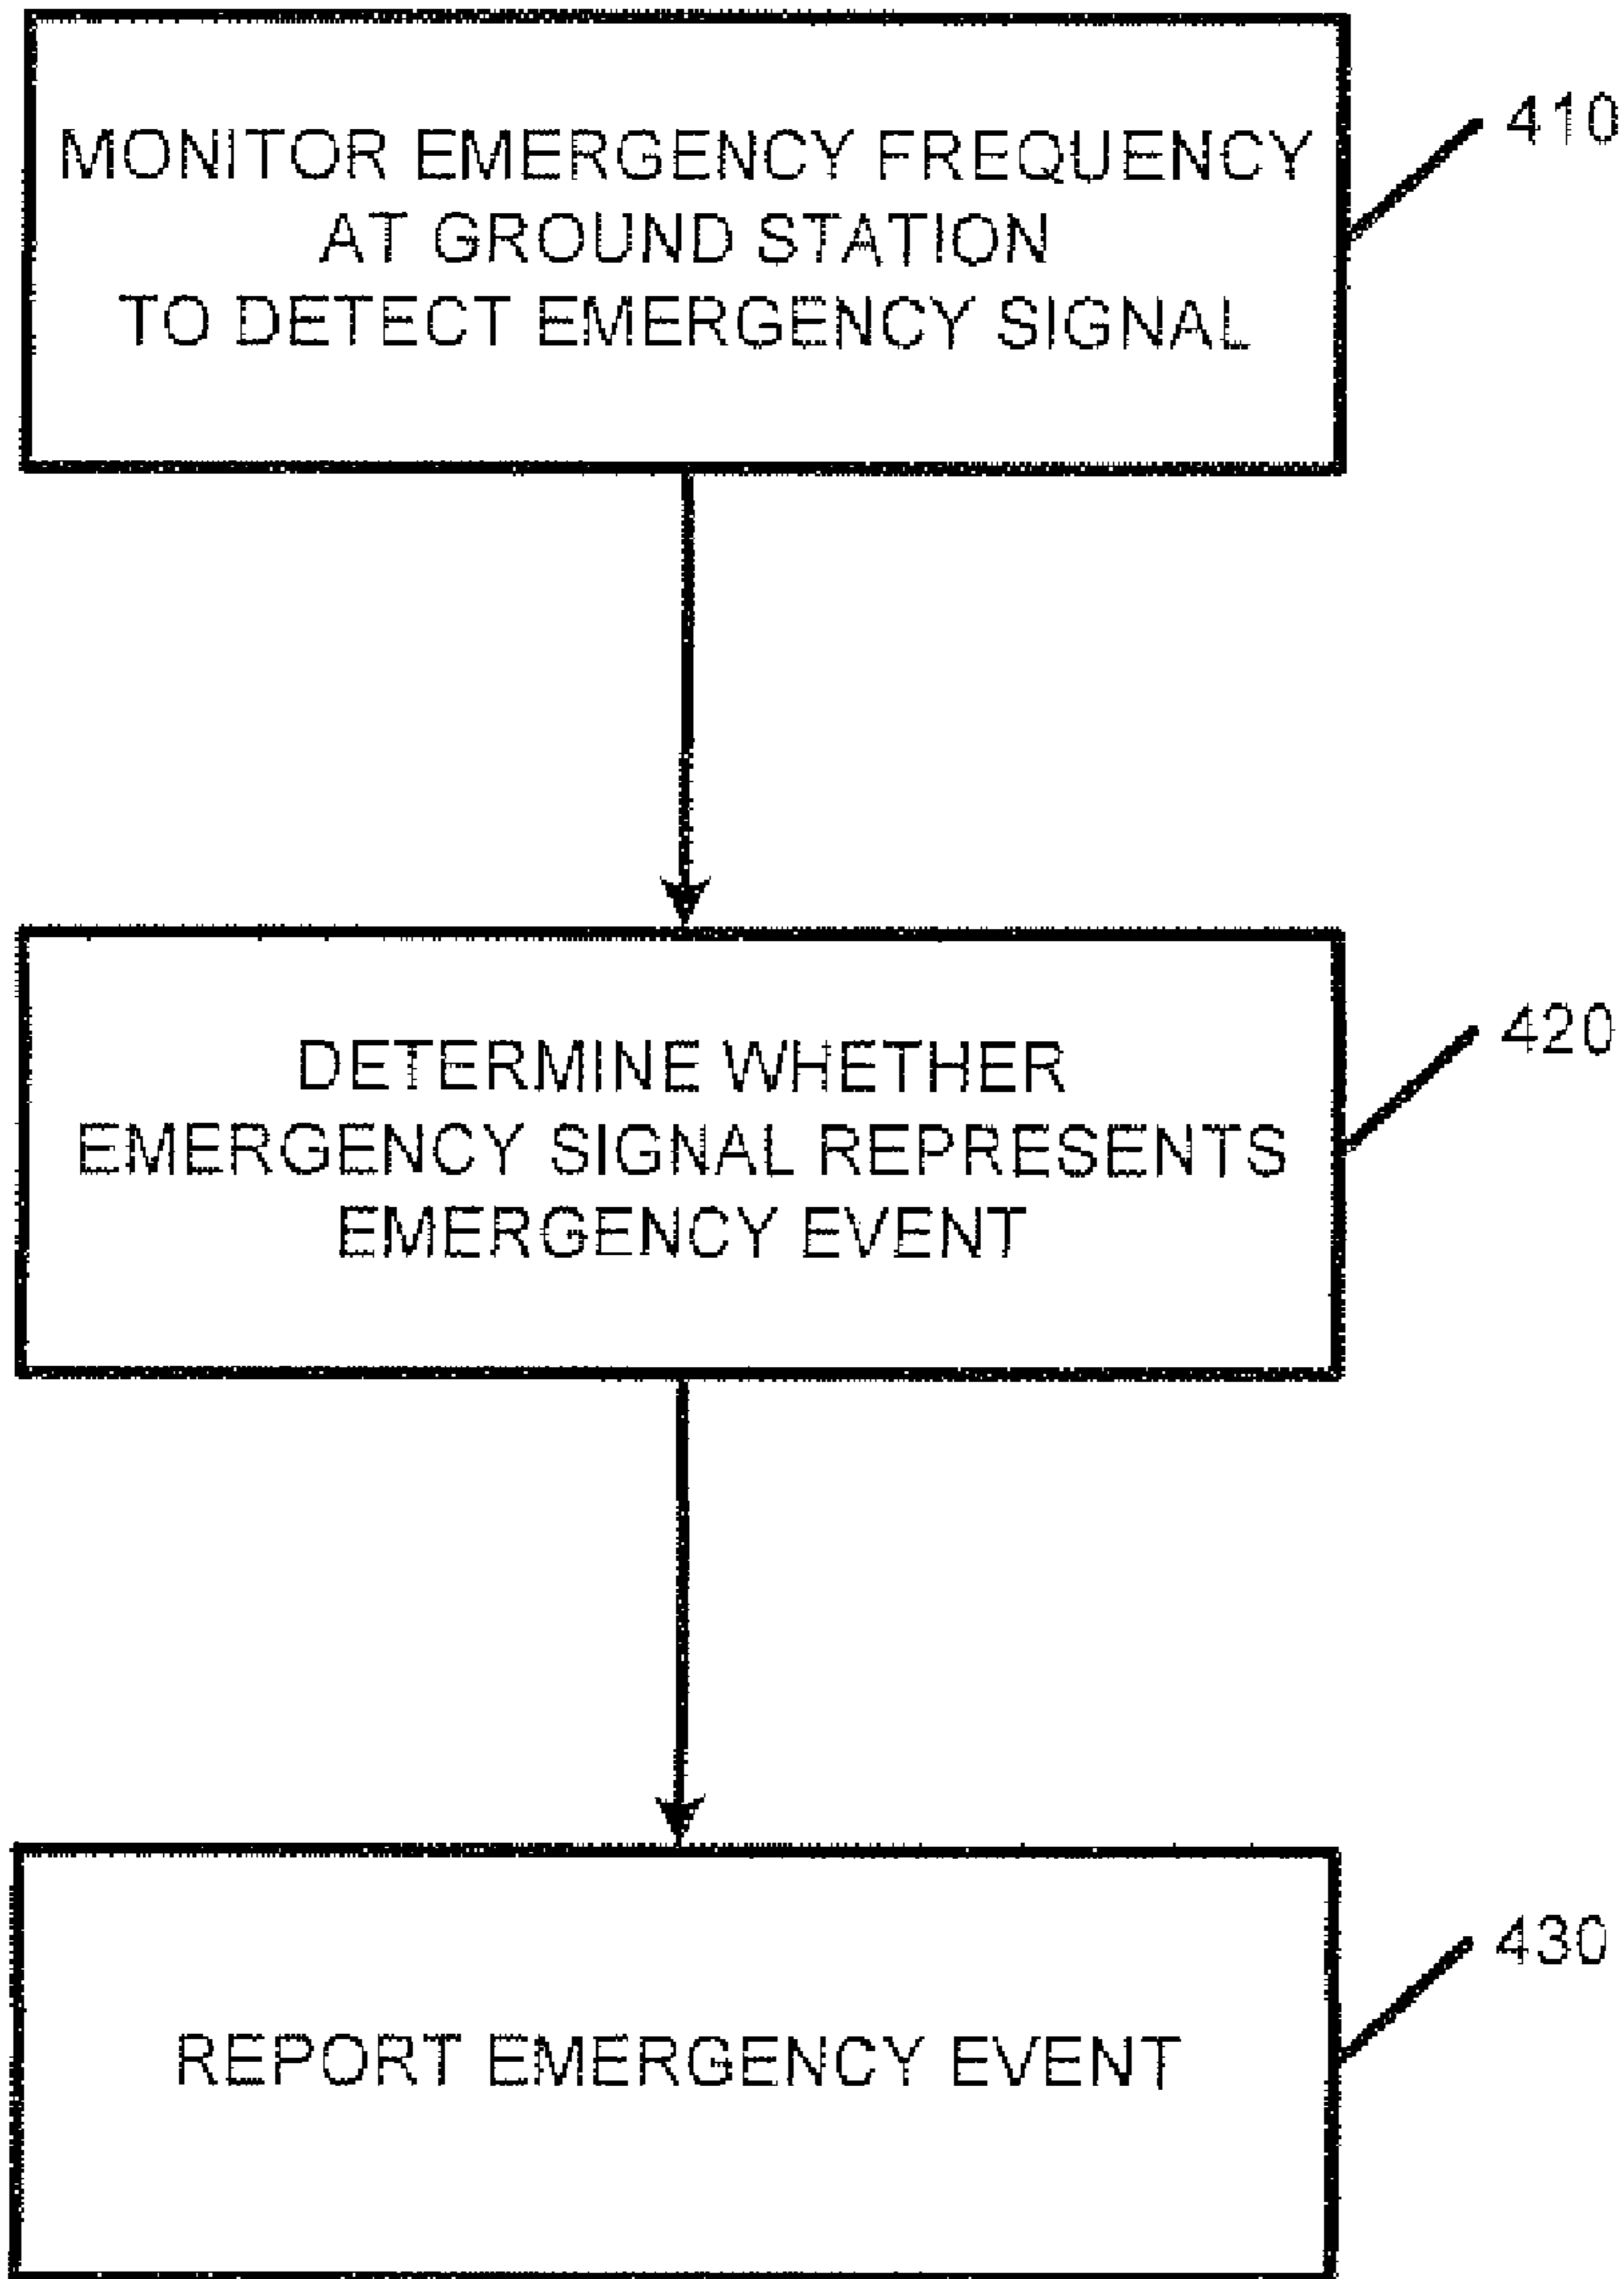 MONITOR EMERGENCY FREQUENCY
AT GROUND STATION
TO DETECT EMERGENCY SIGNAL
410
DETERMINE WHETHER
EMERGENCY SIGNAL REPRESENTS
EMERGENCY EVENT
420
REPORT EMERGENCY EVENT
430